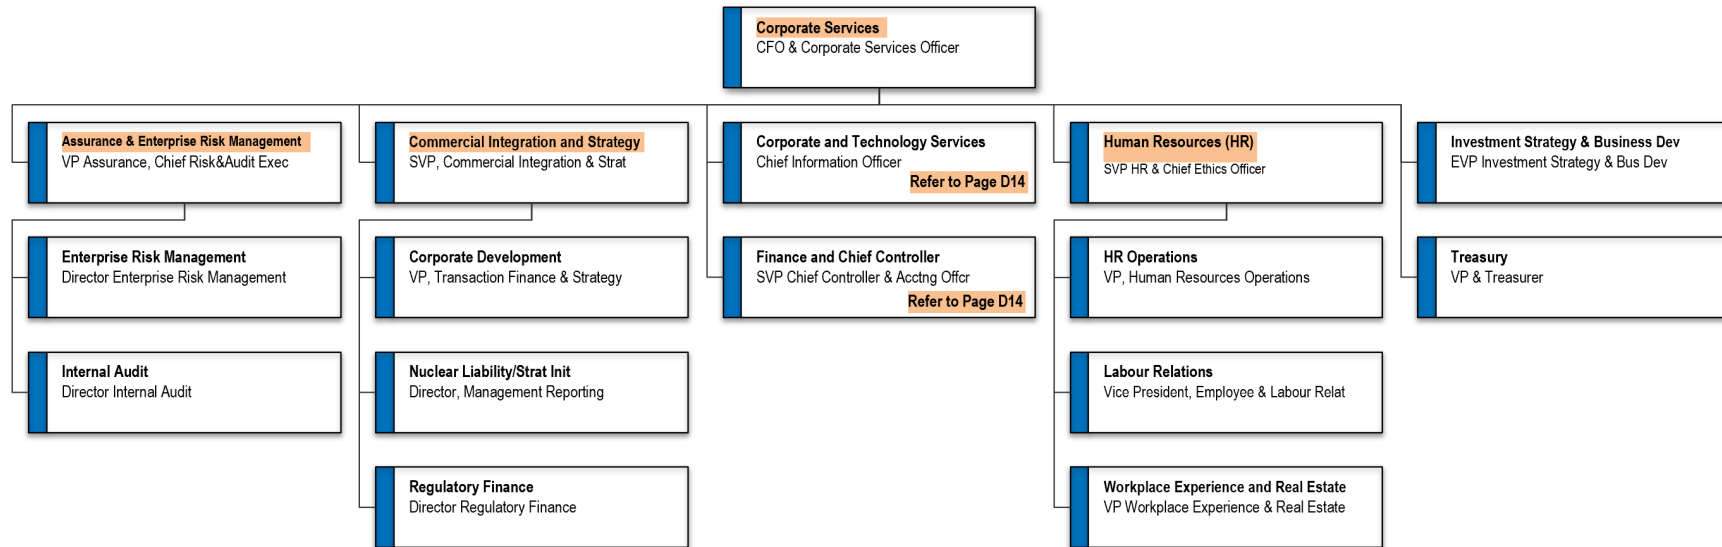 Corporate Services
CFO & Corporate Services Officer
Assurance & Enterprise Risk Management
VP Assurance, Chief Risk&Audit Exec
Commercial Integration and Strategy
SVP, Commercial Integration & Strat
Corporate and Technology Services
Chief Information Officer
Refer to Page D14
Human Resources (HR)
SVP HR & Chief Ethics Officer
Investment Strategy & Business Dev
EVP Investment Strategy & Bus Dev
Enterprise Risk Management
Director Enterprise Risk Management
Corporate Development
VP, Transaction Finance & Strategy
Finance and Chief Controller
SVP Chief Controller & Acctng Offcr
Refer to Page D14
HR Operations
VP, Human Resources Operations
Treasury
VP & Treasurer
Internal Audit
Director Internal Audit
Nuclear Liability/Strat Init
Director, Management Reporting
Labour Relations
Vice President, Employee & Labour Relat
Regulatory Finance
Director Regulatory Finance
Workplace Experience and Real Estate
VP Workplace Experience & Real Estate